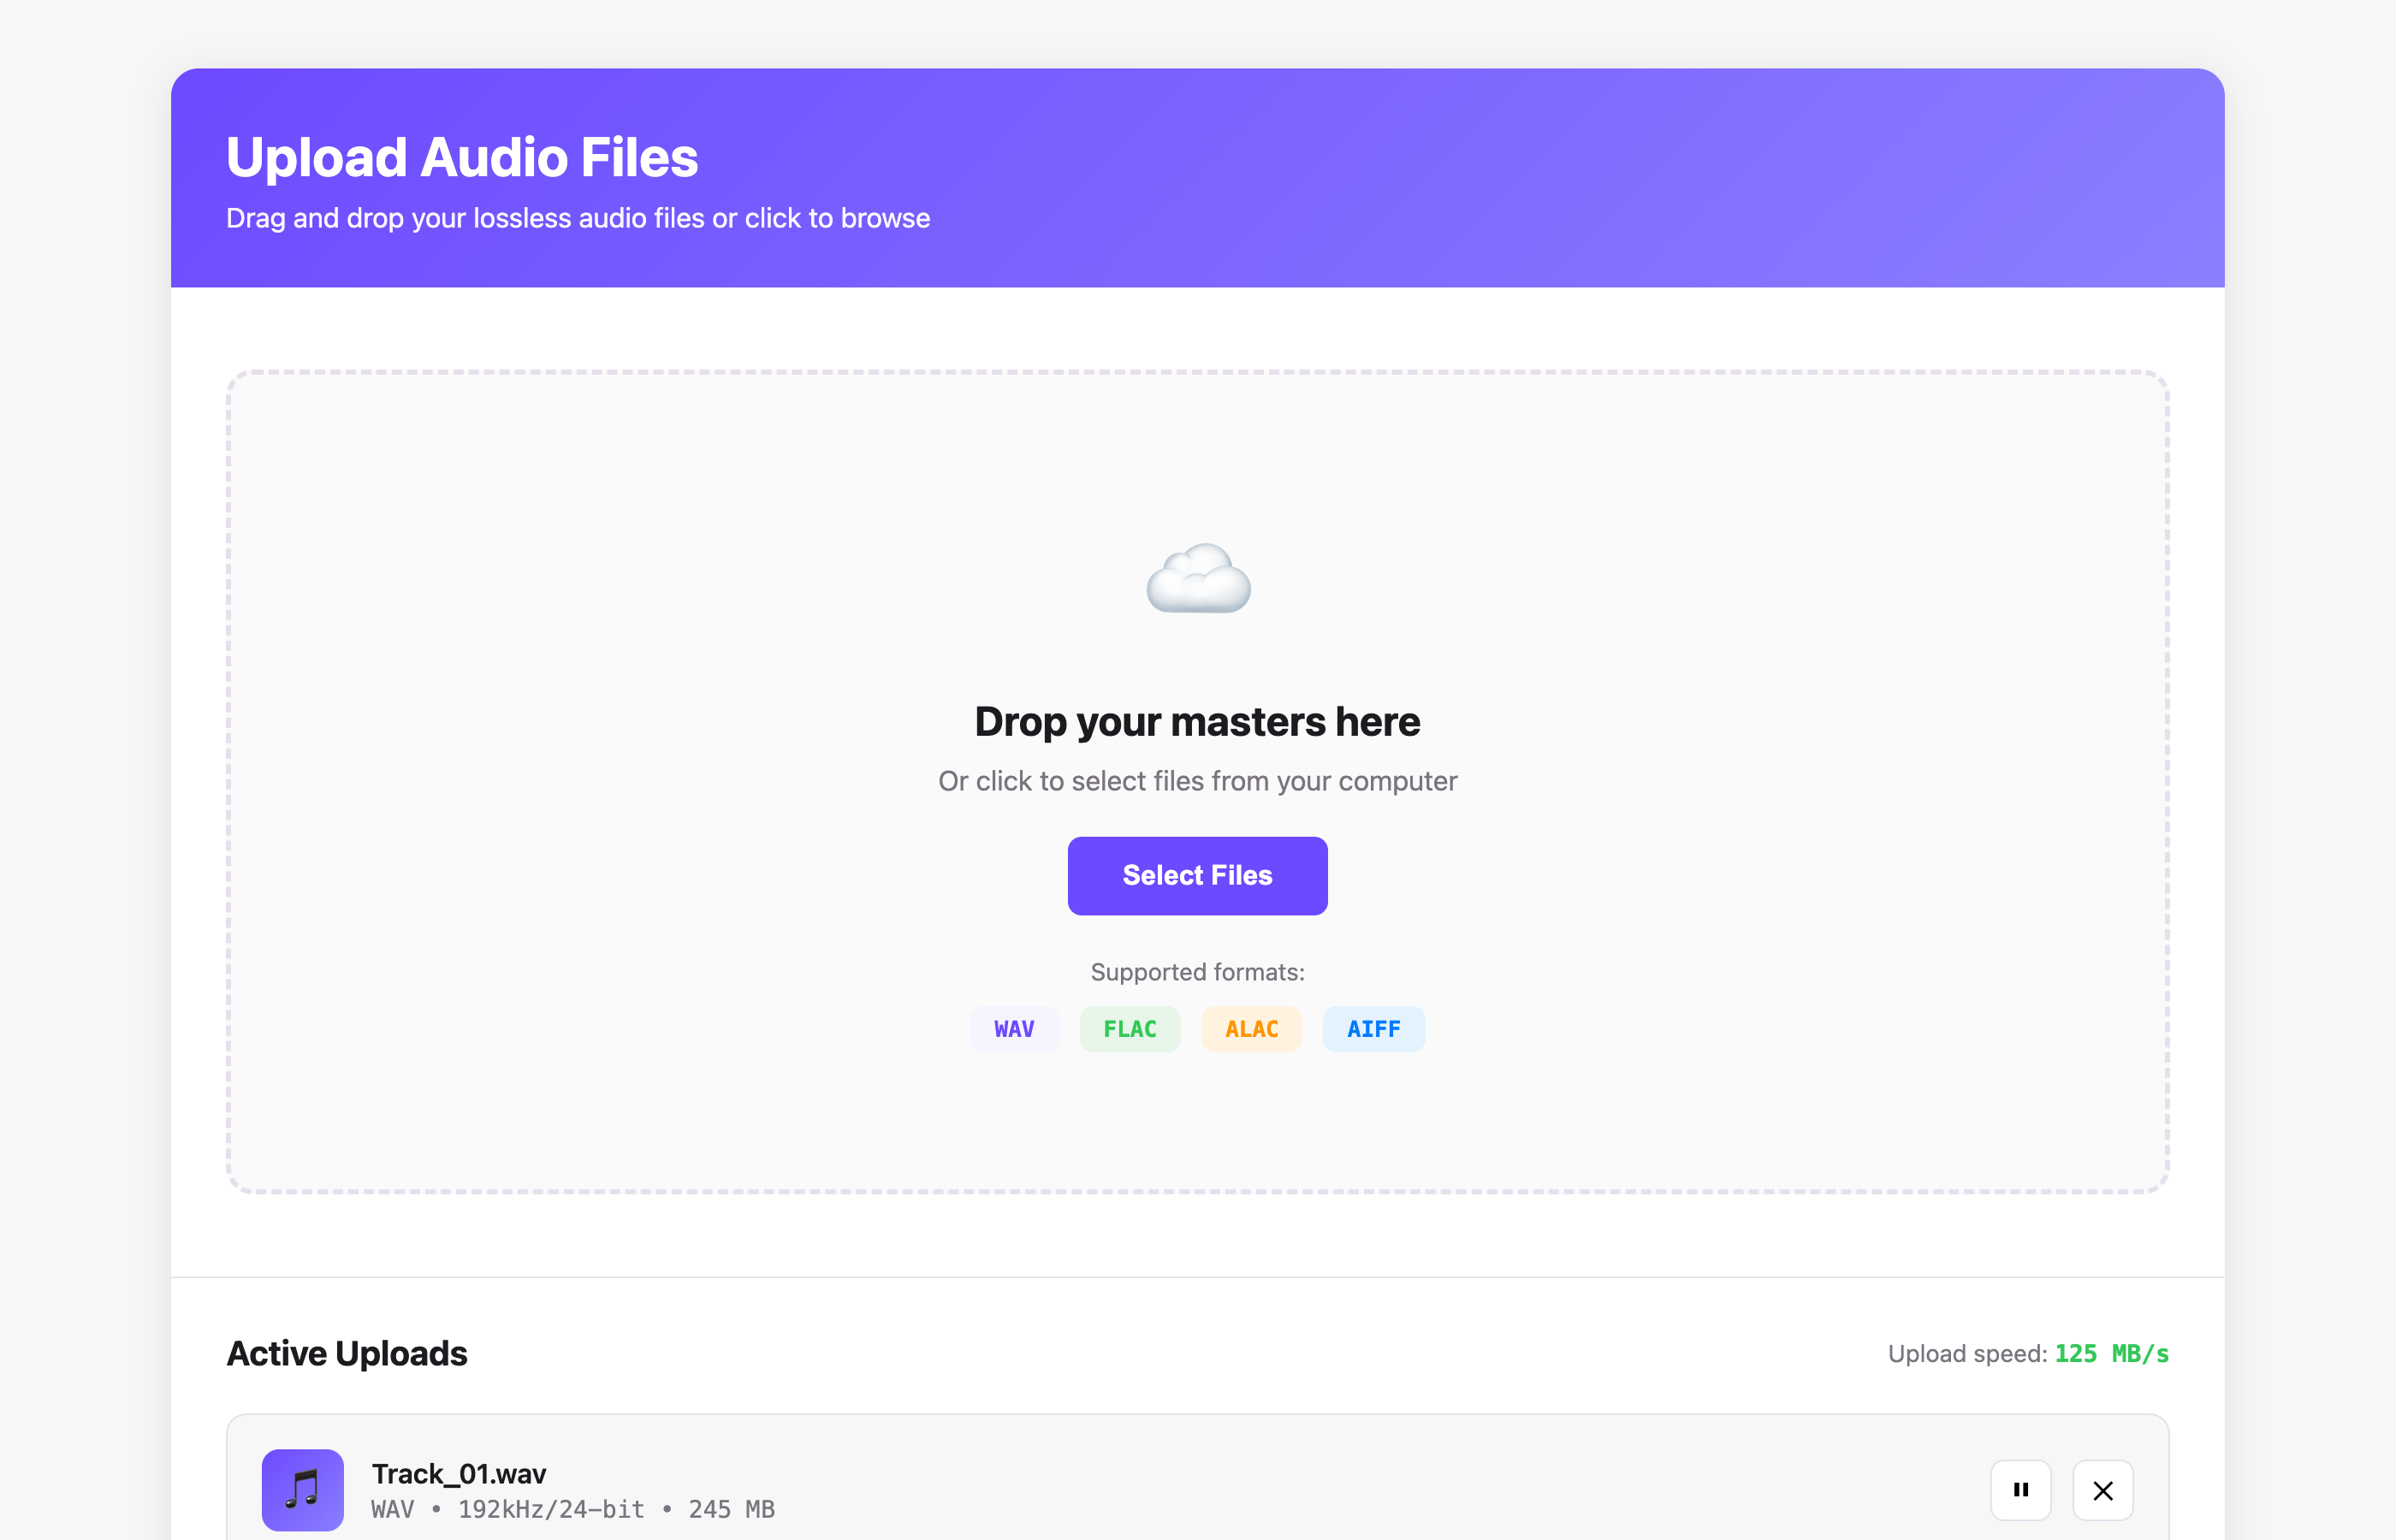 Upload Audio Files
Drag and drop your lossless audio files or click to browse
Drop your masters here
Or click to select files from your computer
Select Files
Supported formats:
WAV FLAC ALAC AIFF
Active Uploads Upload speed: 125 MB/s
Track_01.wav
WAV • 192kHz/24-bit • 245 MB